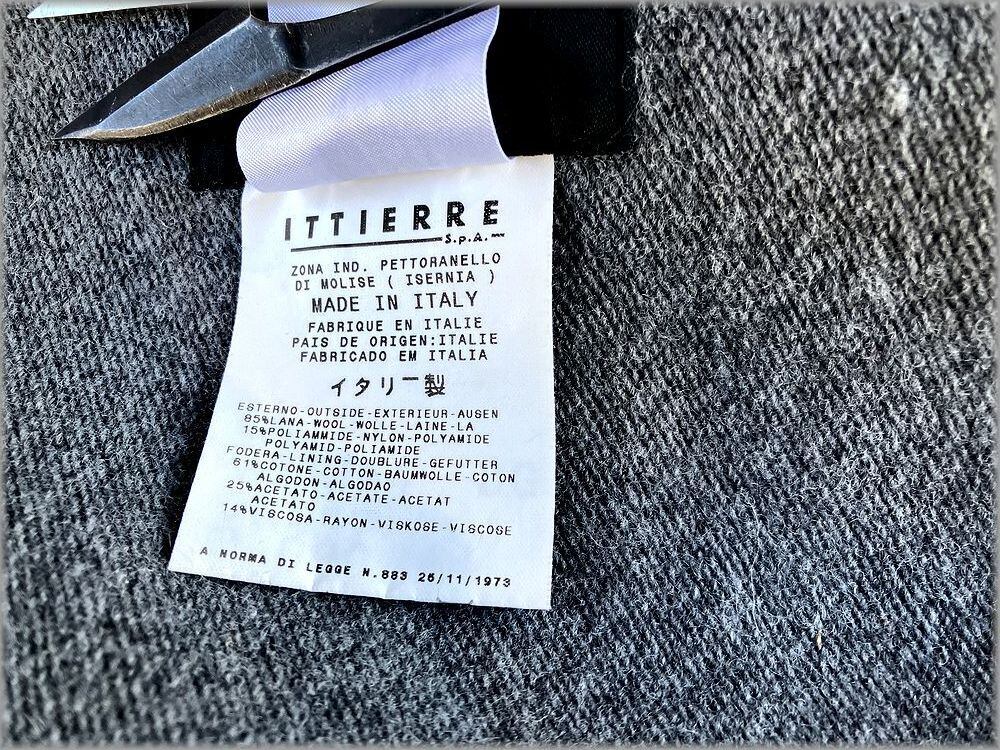 ITTIERRE
S.p.A.
ZONA IND. PETTORANELLO
DI MOLISE ( ISERNIA )
MADE IN ITALY
FABRIQUE EN ITALIE
PAIS DE ORIGEN:ITALIE
FABRICADO EM ITALIA
イタリー製
ESTERNO-OUTSIDE-EXTERIEUR-AUSEN
85%LANA-WOOL-WOLLE-LAINE-LA
15%POLIAMMIDE-NYLON-POLYAMIDE
POLYAMID-POLIAMIDE
FODERA-LINING-DOUBLURE-GEFUTTER
61%COTONE-COTTON-BAUMWOLLE-COTON
ALGODON-ALGODAO
25%ACETATO-ACETATE-ACETAT
ACETATO
14%VISCOSA-RAYON-VISKOSE-VISCOSE
A NORMA DI LEGGE N.883 26/11/1973